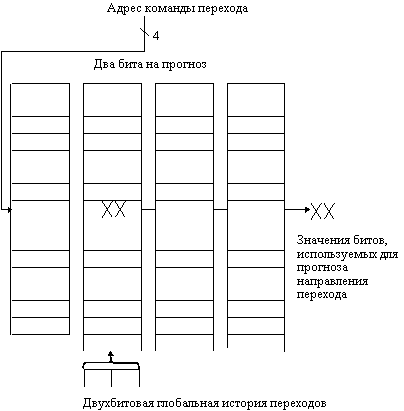 Адрес команды перехода
4
Два бита на прогноз
XX
XX
Значения битов,
используемых для
прогноза
направления
перехода
Двухбитовая глобальная история переходов